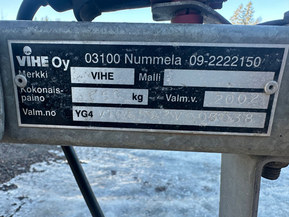 VIHE Oy 03100 Nummela 09-2222150
Merkki VIHE Malli
Kokonais-
paino kg Valm.v.
Valm.no YG4